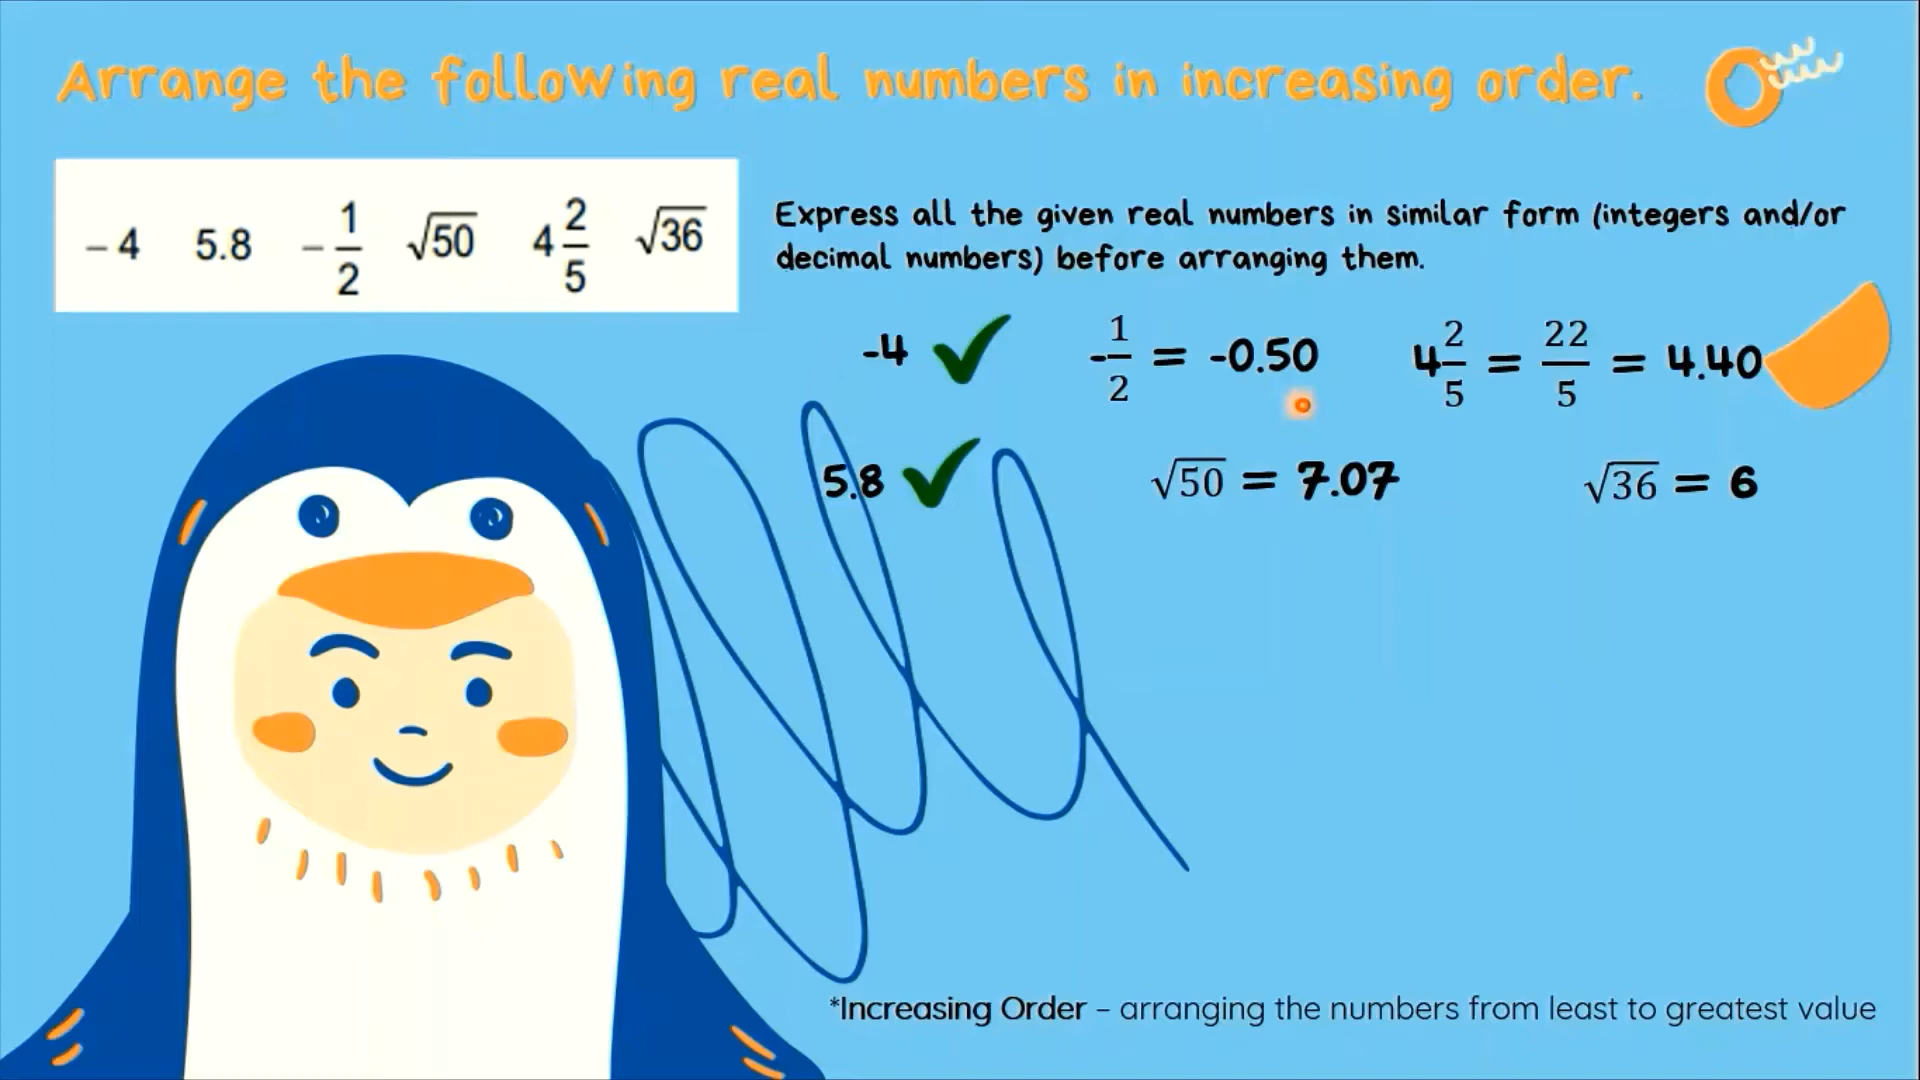 Arrange the following real numbers in increasing order.
– 4 5.8 – 1/2 √50 4 2/5 √36
Express all the given real numbers in similar form (integers and/or
decimal numbers) before arranging them.
-4 ✔ -1/2 = -0.50 4 2/5 = 22/5 = 4.40
5.8 ✔ √50 = 7.07 √36 = 6
*Increasing Order – arranging the numbers from least to greatest value